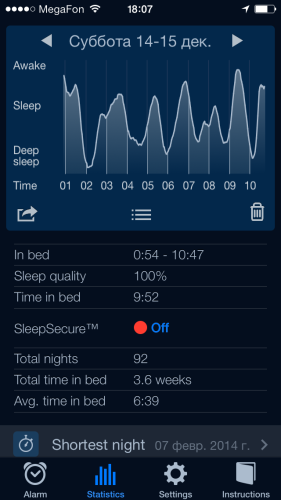 MegaFon 18:07
Суббота 14-15 дек.
Awake
Sleep
Deep
sleep
Time 01 02 03 04 05 06 07 08 09 10
In bed 0:54 - 10:47
Sleep quality 100%
Time in bed 9:52
SleepSecure™ Off
Total nights 92
Total time in bed 3.6 weeks
Avg. time in bed 6:39
Shortest night 07 февр. 2014 г.
Alarm Statistics Settings Instructions